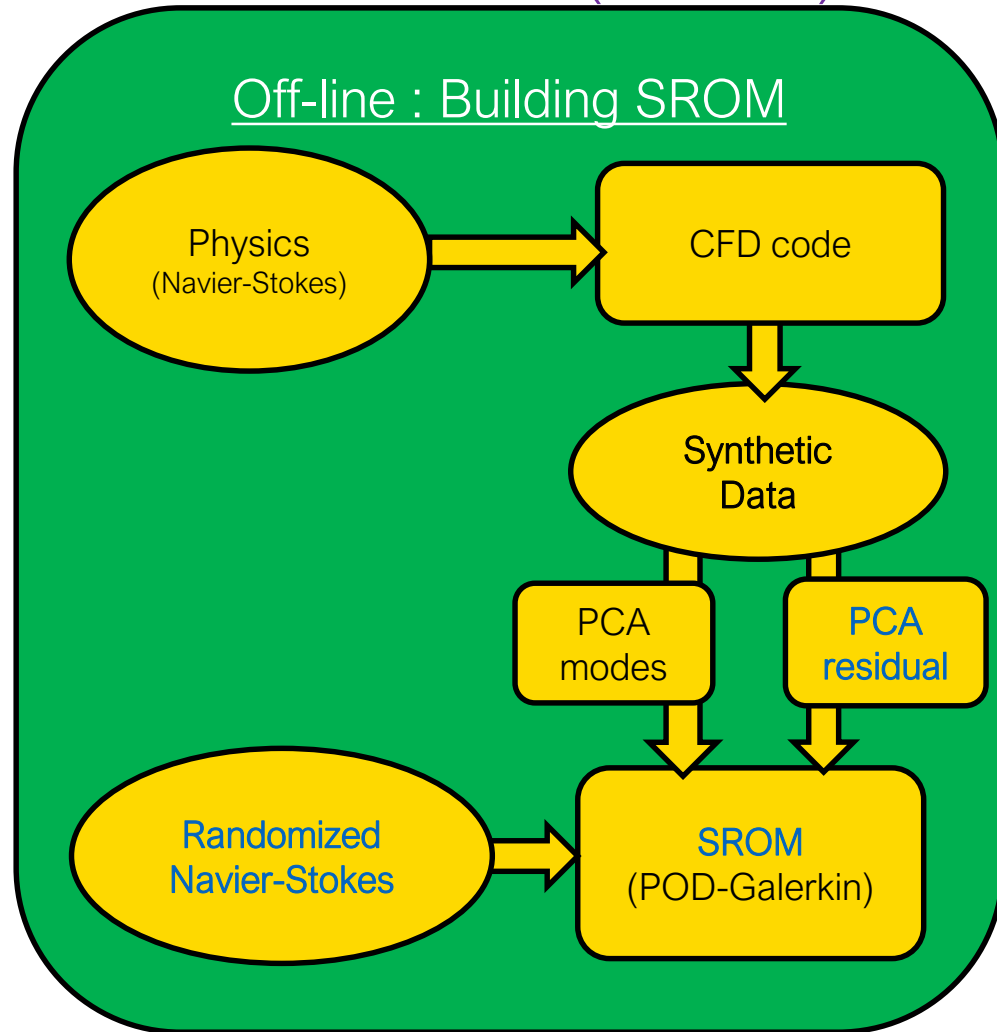 Off-line : Building SROM
Physics
(Navier-Stokes)
CFD code
Synthetic
Data
PCA
modes
PCA
residual
Randomized
Navier-Stokes
SROM
(POD-Galerkin)